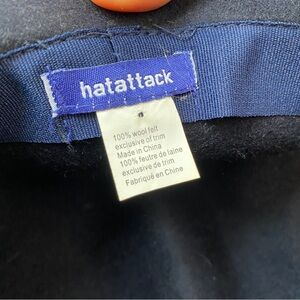 hatattack
100% wool felt
exclusive of trim
Made in China
100% feutre de laine
exclusive de trim
Fabriqué en Chine